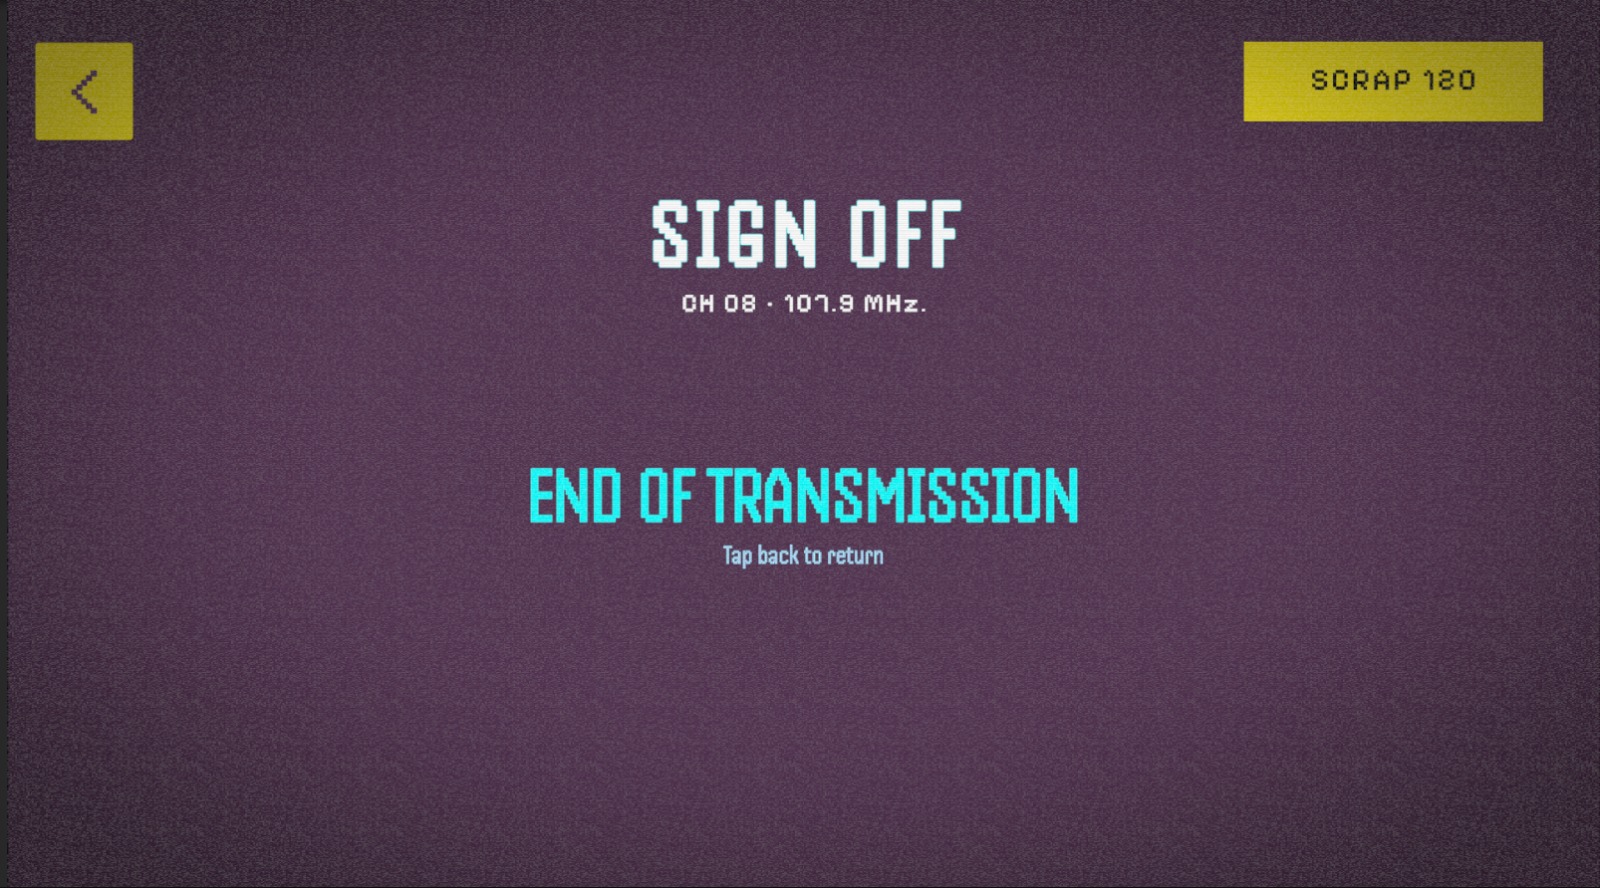 SCRAP 120
SIGN OFF
CH 08 · 107.9 MHz.
END OF TRANSMISSION
Tap back to return